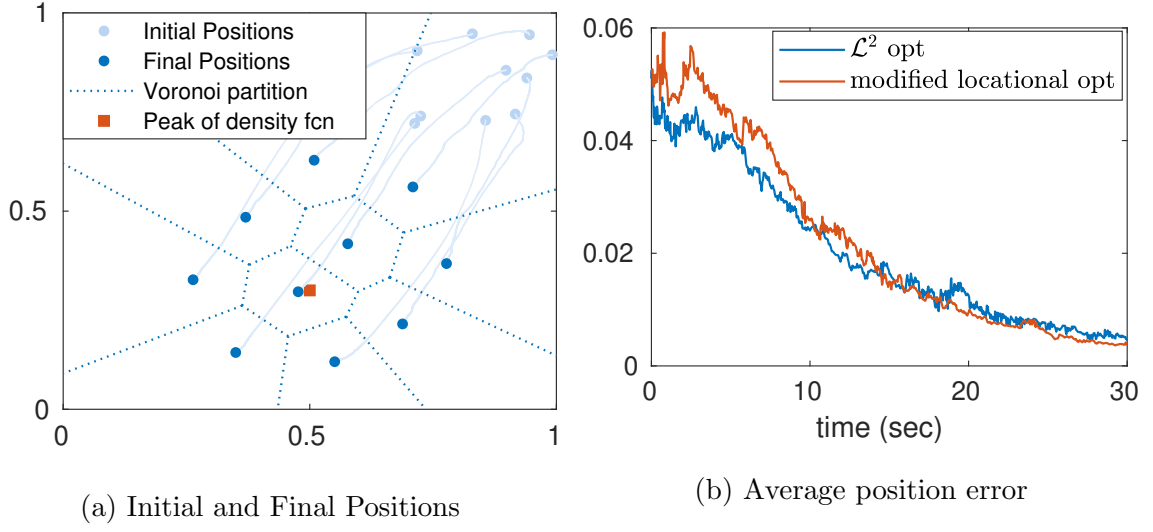 1
Initial Positions
Final Positions
Voronoi partition
Peak of density fcn
0.5
0
0
0.5
1
(a) Initial and Final Positions
0.06
0.04
0.02
0
ℒ² opt
modified locational opt
0
10
20
30
time (sec)
(b) Average position error